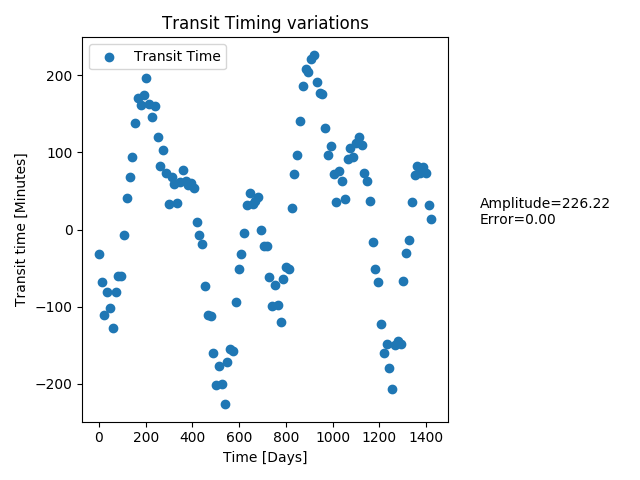 Transit Timing variations
Transit Time
Transit time [Minutes]
200
100
0
−100
−200
0 200 400 600 800 1000 1200 1400
Time [Days]
Amplitude=226.22
Error=0.00